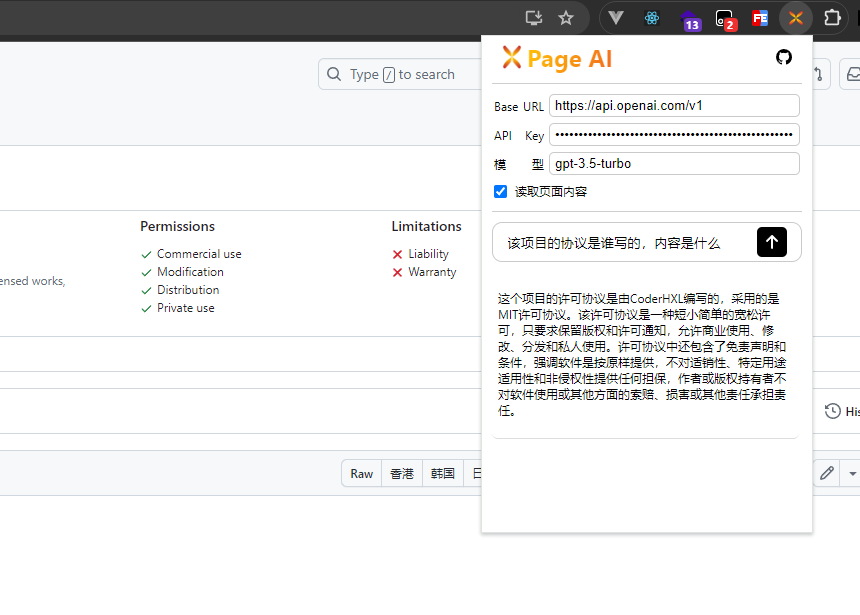 13
2
FE
Page AI
Type / to search
Base URL
https://api.openai.com/v1
API Key
••••••••••••••••••••••••••••••••••••••••••••••••••
模 型
gpt-3.5-turbo
读取页面内容
该项目的协议是谁写的，内容是什么
Permissions
Commercial use
Modification
Distribution
Private use
Limitations
Liability
Warranty
ensed works,
这个项目的许可协议是由CoderHXL编写的，采用的是
MIT许可协议。该许可协议是一种短小简单的宽松许
可，只要求保留版权和许可通知，允许商业使用、修
改、分发和私人使用。许可协议中还包含了免责声明和
条件，强调软件是按原样提供，不对适销性、特定用途
适用性和非侵权性提供任何担保，作者或版权持有者不
对软件使用或其他方面的索赔、损害或其他责任承担责
任。
His
Raw
香港
韩国
日